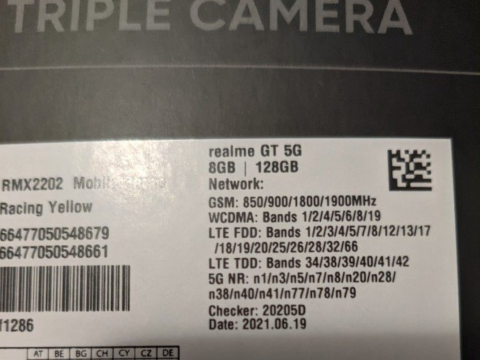 TRIPLE CAMERA
realme GT 5G
8GB | 128GB
RMX2202
Racing Yellow
Network:
GSM: 850/900/1800/1900MHz
WCDMA: Bands 1/2/4/5/6/8/19
66477050548679
66477050548661
LTE FDD: Bands 1/2/3/4/5/7/8/12/13/17
/18/19/20/25/26/28/32/66
LTE TDD: Bands 34/38/39/40/41/42
5G NR: n1/n3/n5/n7/n8/n20/n28/
n38/n40/n41/n77/n78/n79
Checker: 20205D
Date: 2021.06.19
1286
AT BE BG CH CY CZ DE